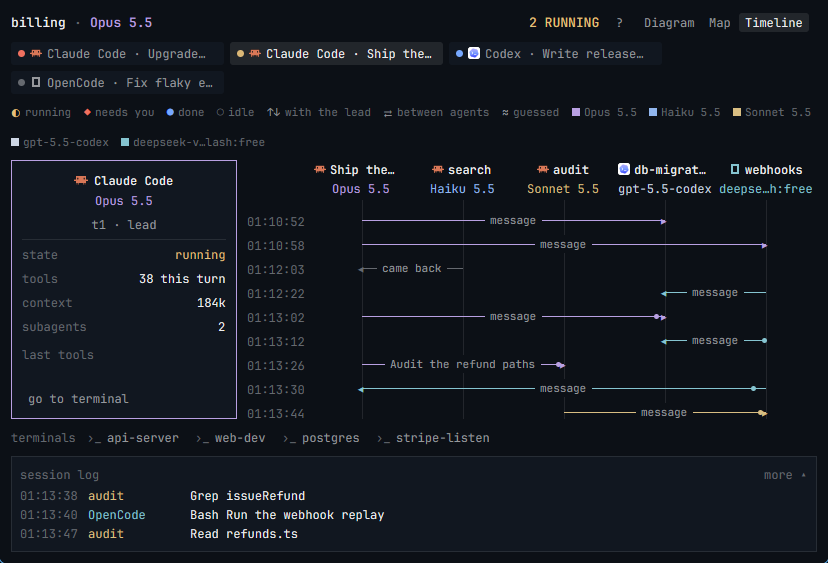 billing · Opus 5.5
2 RUNNING ? Diagram Map Timeline
Claude Code · Upgrade…
Claude Code · Ship the…
Codex · Write release…
OpenCode · Fix flaky e…
running needs you done idle with the lead between agents guessed Opus 5.5 Haiku 5.5 Sonnet 5.5
gpt-5.5-codex deepseek-v…lash:free
Claude Code
Opus 5.5
t1 · lead
state running
tools 38 this turn
context 184k
subagents 2
last tools
go to terminal
Ship the… search audit db-migrat… webhooks
Opus 5.5 Haiku 5.5 Sonnet 5.5 gpt-5.5-codex deepse…h:free
01:10:52 message
01:10:58 message
01:12:03 came back
01:12:22 message
01:13:02 message
01:13:12 message
01:13:26 Audit the refund paths
01:13:30 message
01:13:44 message
terminals >_ api-server >_ web-dev >_ postgres >_ stripe-listen
session log more
01:13:38 audit Grep issueRefund
01:13:40 OpenCode Bash Run the webhook replay
01:13:47 audit Read refunds.ts